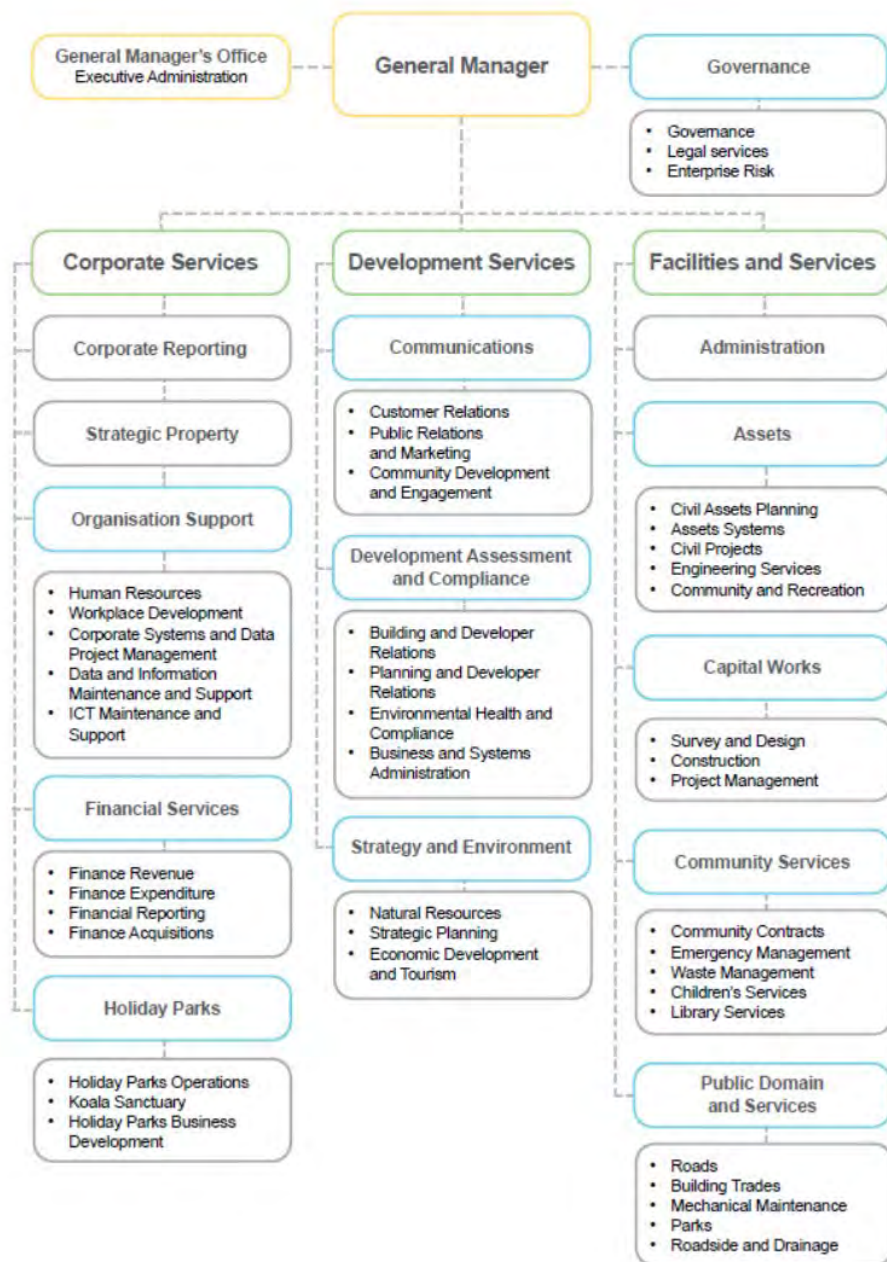 General Manager's Office
Executive Administration
General Manager
Governance
• Governance
• Legal services
• Enterprise Risk
Corporate Services
Corporate Reporting
Strategic Property
Organisation Support
• Human Resources
• Workplace Development
• Corporate Systems and Data
Project Management
• Data and Information
Maintenance and Support
• ICT Maintenance and
Support
Financial Services
• Finance Revenue
• Finance Expenditure
• Financial Reporting
• Finance Acquisitions
Holiday Parks
• Holiday Parks Operations
• Koala Sanctuary
• Holiday Parks Business
Development
Development Services
Communications
• Customer Relations
• Public Relations
and Marketing
• Community Development
and Engagement
Development Assessment
and Compliance
• Building and Developer
Relations
• Planning and Developer
Relations
• Environmental Health and
Compliance
• Business and Systems
Administration
Strategy and Environment
• Natural Resources
• Strategic Planning
• Economic Development
and Tourism
Facilities and Services
Administration
Assets
• Civil Assets Planning
• Assets Systems
• Civil Projects
• Engineering Services
• Community and Recreation
Capital Works
• Survey and Design
• Construction
• Project Management
Community Services
• Community Contracts
• Emergency Management
• Waste Management
• Children's Services
• Library Services
Public Domain
and Services
• Roads
• Building Trades
• Mechanical Maintenance
• Parks
• Roadside and Drainage